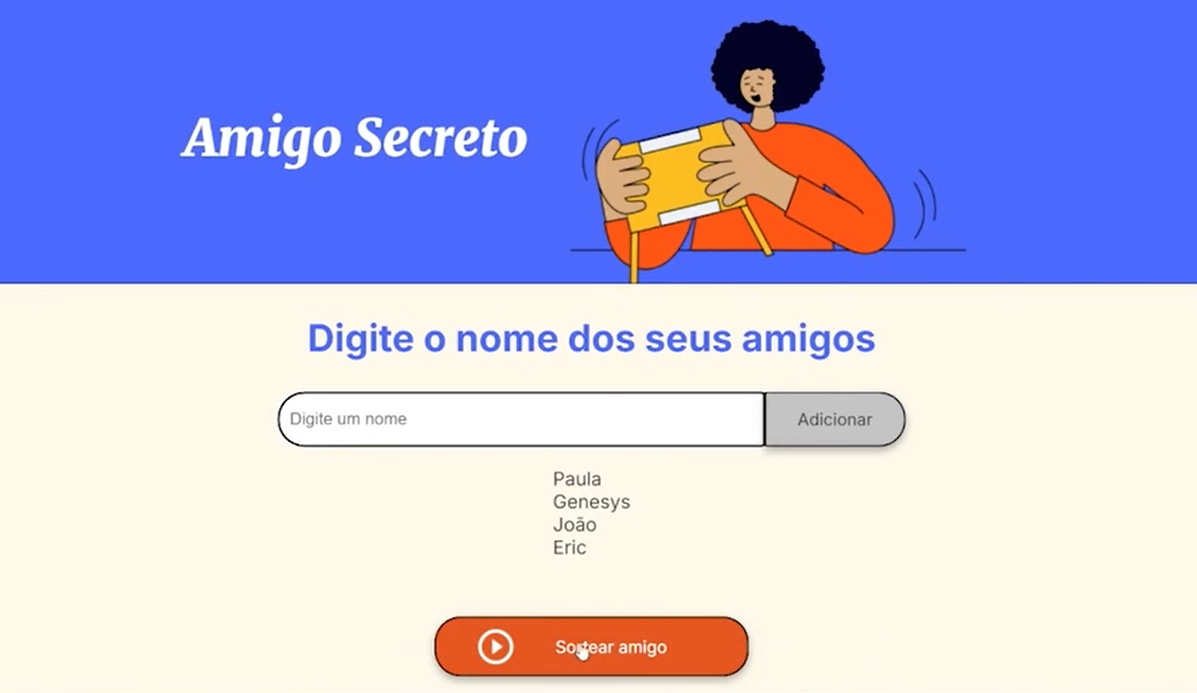 Amigo Secreto
Digite o nome dos seus amigos
Digite um nome
Adicionar
Paula
Genesys
João
Eric
Sortear amigo